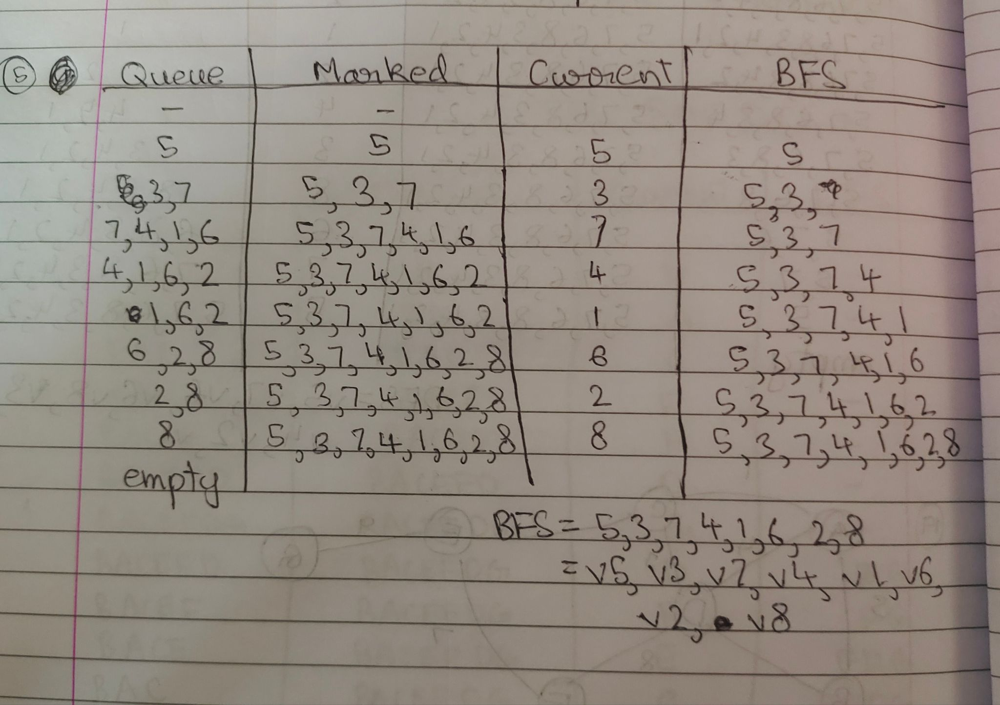 5 Queue Marked Current BFS
- -
5 5 5 5
3,7 5,3,7 3 5,3,
7,4,1,6 5,3,7,4,1,6 7 5,3,7
4,1,6,2 5,3,7,4,1,6,2 4 5,3,7,4
1,6,2 5,3,7,4,1,6,2 1 5,3,7,4,1
6,2,8 5,3,7,4,1,6,2,8 6 5,3,7,4,1,6
2,8 5,3,7,4,1,6,2,8 2 5,3,7,4,1,6,2
8 5,3,7,4,1,6,2,8 8 5,3,7,4,1,6,2,8
empty
BFS = 5,3,7,4,1,6,2,8
= v5, v3, v7, v4, v1, v6,
v2, v8